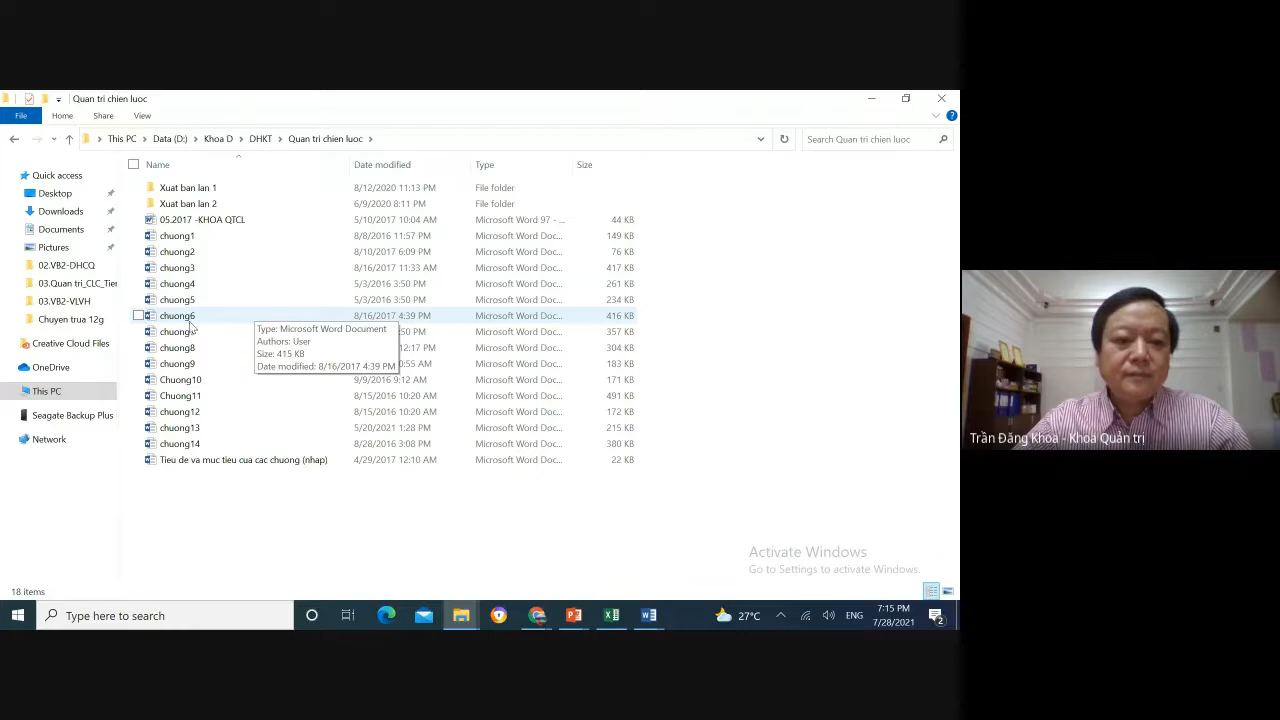 Quan tri chien luoc
File Home Share View
This PC Data (D:) Khoa D DHKT Quan tri chien luoc
Search Quan tri chien luoc
Name Date modified Type Size
Quick access
Desktop
Downloads
Documents
Pictures
02.VB2-DHCQ
03.Quan tri_CLC_Tier
03.VB2-VLVH
Chuyen trua 12g
Creative Cloud Files
OneDrive
This PC
Seagate Backup Plus
Network
Xuat ban lan 1 8/12/2020 11:13 PM File folder
Xuat ban lan 2 6/9/2020 8:11 PM File folder
05.2017 -KHOA QTCL 5/10/2017 10:04 AM Microsoft Word 97 - ... 44 KB
chuong1 8/8/2016 11:57 PM Microsoft Word Doc... 149 KB
chuong2 8/10/2017 6:09 PM Microsoft Word Doc... 76 KB
chuong3 8/16/2017 11:33 AM Microsoft Word Doc... 417 KB
chuong4 5/3/2016 3:50 PM Microsoft Word Doc... 261 KB
chuong5 5/3/2016 3:50 PM Microsoft Word Doc... 234 KB
chuong6 8/16/2017 4:39 PM Microsoft Word Doc... 416 KB
:50 PM Microsoft Word Doc... 357 KB
chuong8 12:17 PM Microsoft Word Doc... 304 KB
chuong9 0:55 AM Microsoft Word Doc... 183 KB
Chuong10 9/9/2016 9:12 AM Microsoft Word Doc... 171 KB
Chuong11 8/15/2016 10:20 AM Microsoft Word Doc... 491 KB
chuong12 8/15/2016 10:20 AM Microsoft Word Doc... 172 KB
chuong13 5/20/2021 1:28 PM Microsoft Word Doc... 215 KB
chuong14 8/28/2016 3:08 PM Microsoft Word Doc... 380 KB
Tieu de va muc tieu cua cac chuong (nhap) 4/29/2017 12:10 AM Microsoft Word Doc... 22 KB
Type: Microsoft Word Document
Authors: User
Size: 415 KB
Date modified: 8/16/2017 4:39 PM
Activate Windows
Go to Settings to activate Windows.
18 items
Type here to search
27°C
ENG
7:15 PM
7/28/2021
2
Trần Đăng Khoa - Khoa Quản trị